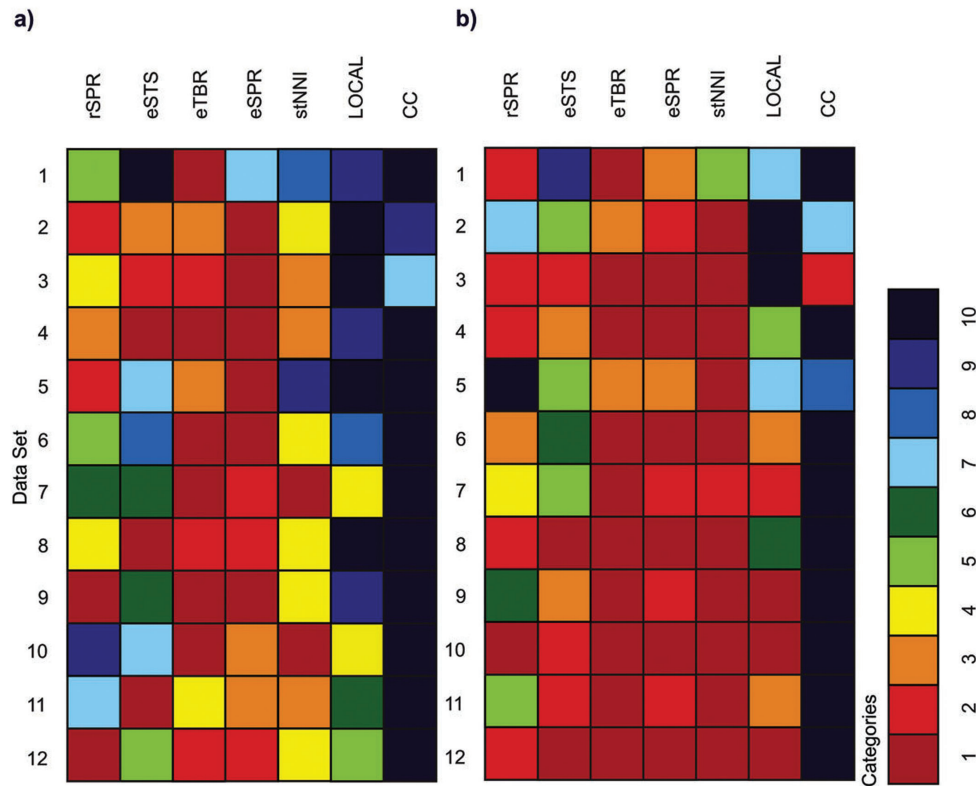 a)
rSPR
eSTS
eTBR
eSPR
stNNI
LOCAL
CC
Data Set
1
2
3
4
5
6
7
8
9
10
11
12
b)
rSPR
eSTS
eTBR
eSPR
stNNI
LOCAL
CC
1
2
3
4
5
6
7
8
9
10
11
12
Categories
10
9
8
7
6
5
4
3
2
1